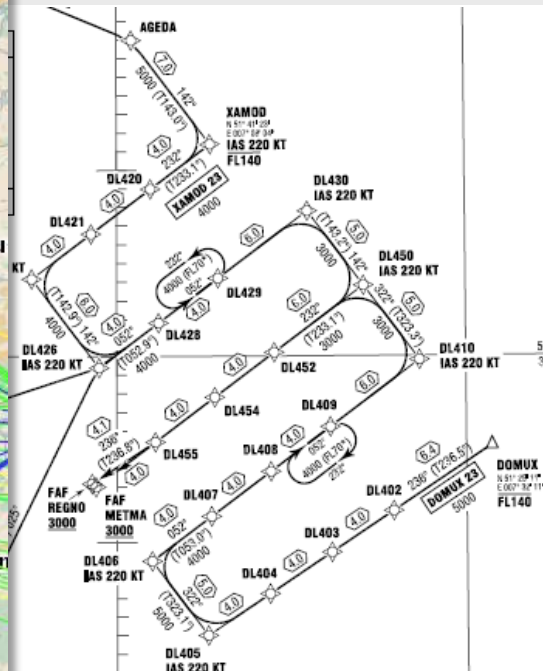 AGEDA
7.0
142°
5000 (T143.0°)
XAMOD
IAS 220 KT
FL140
4.0
232°
(T233.1°)
XAMOD 23
4000
DL420
4.0
DL421
4.0
KT
6.0
(T142.9°) 142°
4000
DL426
IAS 220 KT
DL430
IAS 220 KT
(T143.2°) 142°
5.0
3000
DL450
IAS 220 KT
322° (T323.3°)
5.0
3000
DL410
IAS 220 KT
6.0
232°
4000 (FL70*)
052°
DL429
4.0
DL428
4.0
052°
(T052.9°)
4000
6.0
232°
(T233.1°)
3000
DL452
4.0
DL454
4.0
DL455
4.1
236°
(T236.8°)
4.0
FAF
REGNO
3000
FAF
METMA
3000
6.0
DL409
052°
4000 (FL70*)
232°
4.0
DL408
4.0
DL407
4.0
052°
(T053.0°)
4000
DL406
IAS 220 KT
5.0
322°
(T323.1°)
5000
DL405
IAS 220 KT
4.0
DL404
4.0
DL403
4.0
DL402
6.4
236° (T236.5°)
DOMUX 23
5000
DOMUX
FL140
025°